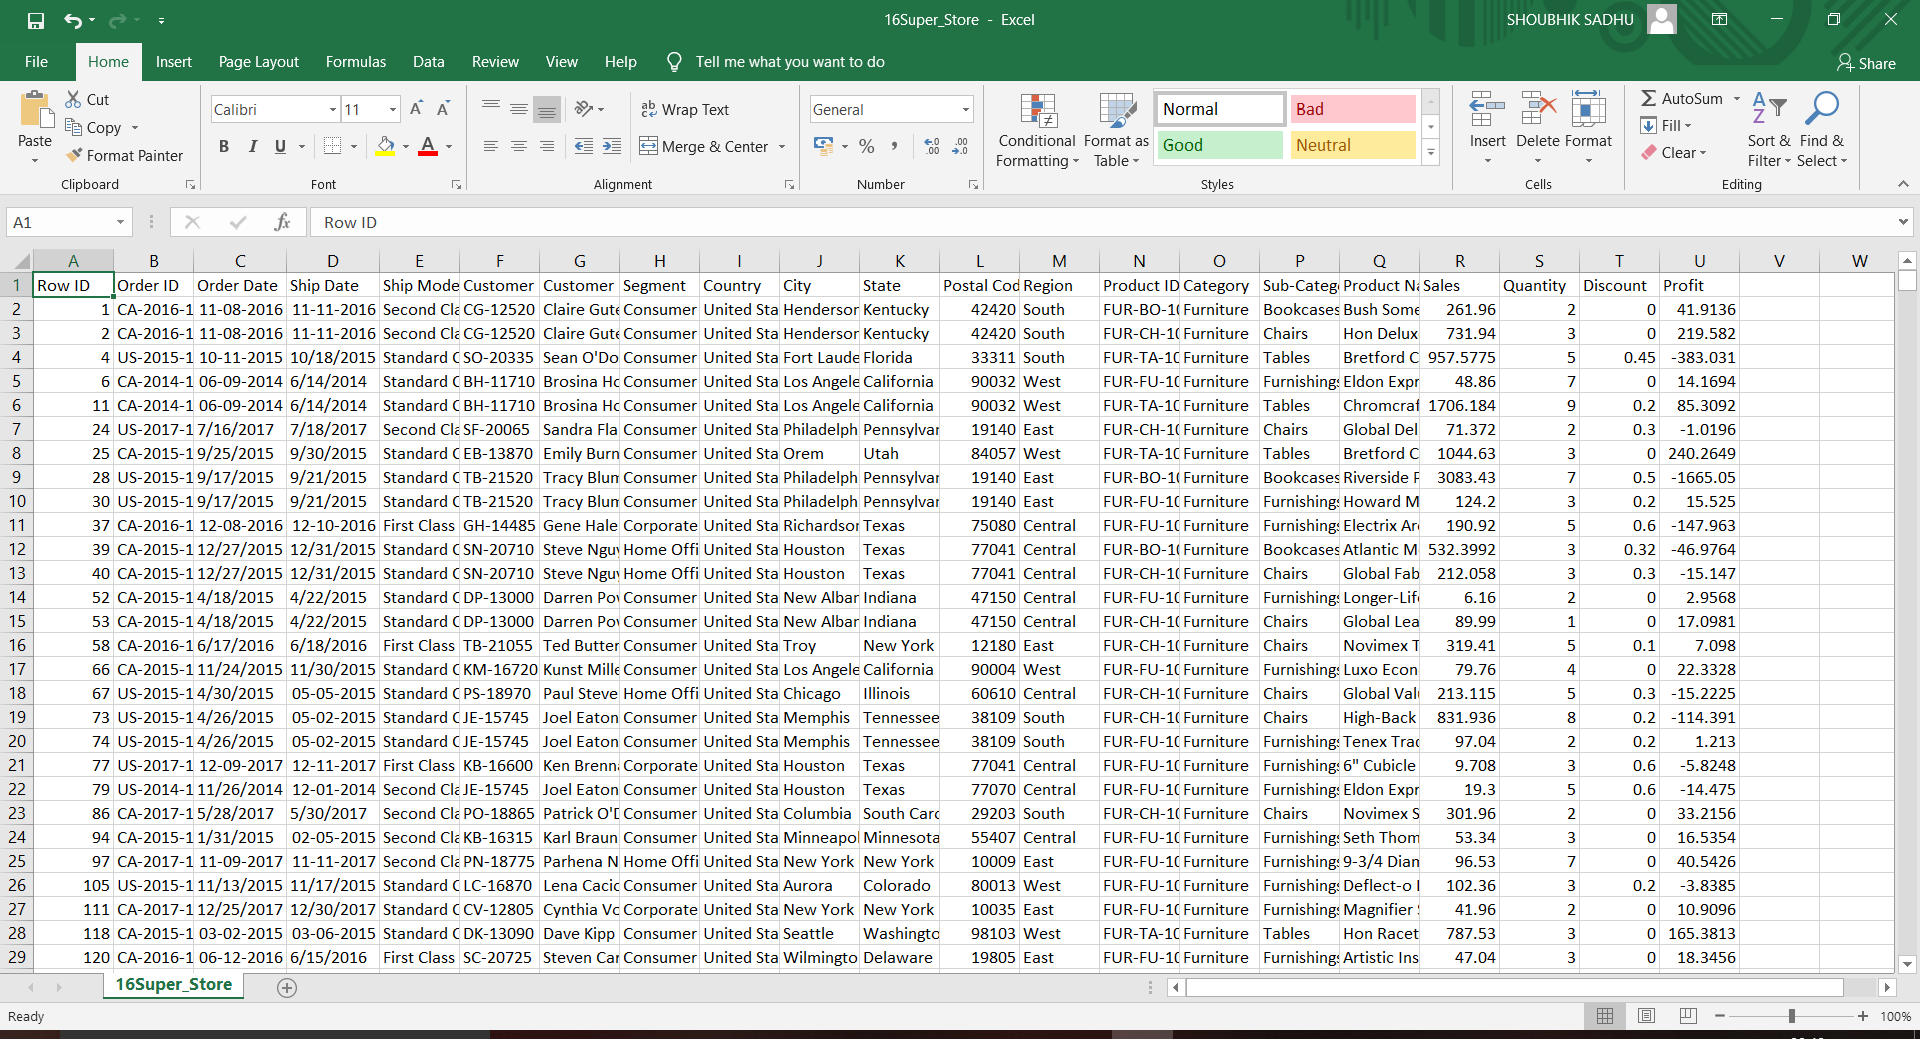 16Super_Store - Excel
SHOUBHIK SADHU
File Home Insert Page Layout Formulas Data Review View Help Tell me what you want to do
Share
Paste
Cut
Copy
Format Painter
Clipboard
Calibri 11
B I U
Font
Wrap Text
Merge & Center
Alignment
General
Number
Conditional Formatting
Format as Table
Normal Bad
Good Neutral
Styles
Insert Delete Format
Cells
AutoSum
Fill
Clear
Sort & Filter
Find & Select
Editing
A1 fx Row ID
A B C D E F G H I J K L M N O P Q R S T U V W
1 Row ID Order ID Order Date Ship Date Ship Mode Customer Customer Segment Country City State Postal Cod Region Product ID Category Sub-Categ Product Na Sales Quantity Discount Profit
2 1 CA-2016-1 11-08-2016 11-11-2016 Second Cla CG-12520 Claire Gute Consumer United Sta Henderson Kentucky 42420 South FUR-BO-10 Furniture Bookcases Bush Some 261.96 2 0 41.9136
3 2 CA-2016-1 11-08-2016 11-11-2016 Second Cla CG-12520 Claire Gute Consumer United Sta Henderson Kentucky 42420 South FUR-CH-10 Furniture Chairs Hon Delux 731.94 3 0 219.582
4 4 US-2015-1 10-11-2015 10/18/2015 Standard C SO-20335 Sean O'Do Consumer United Sta Fort Laude Florida 33311 South FUR-TA-10 Furniture Tables Bretford C 957.5775 5 0.45 -383.031
5 6 CA-2014-1 06-09-2014 6/14/2014 Standard C BH-11710 Brosina Ho Consumer United Sta Los Angele California 90032 West FUR-FU-10 Furniture Furnishings Eldon Expr 48.86 7 0 14.1694
6 11 CA-2014-1 06-09-2014 6/14/2014 Standard C BH-11710 Brosina Ho Consumer United Sta Los Angele California 90032 West FUR-TA-10 Furniture Tables Chromcraf 1706.184 9 0.2 85.3092
7 24 US-2017-1 7/16/2017 7/18/2017 Second Cla SF-20065 Sandra Fla Consumer United Sta Philadelph Pennsylvan 19140 East FUR-CH-10 Furniture Chairs Global Del 71.372 2 0.3 -1.0196
8 25 CA-2015-1 9/25/2015 9/30/2015 Standard C EB-13870 Emily Burn Consumer United Sta Orem Utah 84057 West FUR-TA-10 Furniture Tables Bretford C 1044.63 3 0 240.2649
9 28 US-2015-1 9/17/2015 9/21/2015 Standard C TB-21520 Tracy Blum Consumer United Sta Philadelph Pennsylvan 19140 East FUR-BO-10 Furniture Bookcases Riverside P 3083.43 7 0.5 -1665.05
10 30 US-2015-1 9/17/2015 9/21/2015 Standard C TB-21520 Tracy Blum Consumer United Sta Philadelph Pennsylvan 19140 East FUR-FU-10 Furniture Furnishings Howard M 124.2 3 0.2 15.525
11 37 CA-2016-1 12-08-2016 12-10-2016 First Class GH-14485 Gene Hale Corporate United Sta Richardson Texas 75080 Central FUR-FU-10 Furniture Furnishings Electrix Ar 190.92 5 0.6 -147.963
12 39 CA-2015-1 12/27/2015 12/31/2015 Standard C SN-20710 Steve Nguy Home Offi United Sta Houston Texas 77041 Central FUR-BO-10 Furniture Bookcases Atlantic M 532.3992 3 0.32 -46.9764
13 40 CA-2015-1 12/27/2015 12/31/2015 Standard C SN-20710 Steve Nguy Home Offi United Sta Houston Texas 77041 Central FUR-CH-10 Furniture Chairs Global Fab 212.058 3 0.3 -15.147
14 52 CA-2015-1 4/18/2015 4/22/2015 Standard C DP-13000 Darren Pov Consumer United Sta New Alban Indiana 47150 Central FUR-FU-10 Furniture Furnishings Longer-Life 6.16 2 0 2.9568
15 53 CA-2015-1 4/18/2015 4/22/2015 Standard C DP-13000 Darren Pov Consumer United Sta New Alban Indiana 47150 Central FUR-CH-10 Furniture Chairs Global Lea 89.99 1 0 17.0981
16 58 CA-2016-1 6/17/2016 6/18/2016 First Class TB-21055 Ted Butter Consumer United Sta Troy New York 12180 East FUR-CH-10 Furniture Chairs Novimex T 319.41 5 0.1 7.098
17 66 CA-2015-1 11/24/2015 11/30/2015 Standard C KM-16720 Kunst Mille Consumer United Sta Los Angele California 90004 West FUR-FU-10 Furniture Furnishings Luxo Econ 79.76 4 0 22.3328
18 67 US-2015-1 4/30/2015 05-05-2015 Standard C PS-18970 Paul Steve Home Offi United Sta Chicago Illinois 60610 Central FUR-CH-10 Furniture Chairs Global Valu 213.115 5 0.3 -15.2225
19 73 US-2015-1 4/26/2015 05-02-2015 Standard C JE-15745 Joel Eaton Consumer United Sta Memphis Tennessee 38109 South FUR-CH-10 Furniture Chairs High-Back 831.936 8 0.2 -114.391
20 74 US-2015-1 4/26/2015 05-02-2015 Standard C JE-15745 Joel Eaton Consumer United Sta Memphis Tennessee 38109 South FUR-FU-10 Furniture Furnishings Tenex Trac 97.04 2 0.2 1.213
21 77 US-2017-1 12-09-2017 12-11-2017 First Class KB-16600 Ken Brenna Corporate United Sta Houston Texas 77041 Central FUR-FU-10 Furniture Furnishings 6" Cubicle 9.708 3 0.6 -5.8248
22 79 US-2014-1 11/26/2014 12-01-2014 Second Cla JE-15745 Joel Eaton Consumer United Sta Houston Texas 77070 Central FUR-FU-10 Furniture Furnishings Eldon Expr 19.3 5 0.6 -14.475
23 86 CA-2017-1 5/28/2017 5/30/2017 Second Cla PO-18865 Patrick O'D Consumer United Sta Columbia South Caro 29203 South FUR-CH-10 Furniture Chairs Novimex S 301.96 2 0 33.2156
24 94 CA-2015-1 1/31/2015 02-05-2015 Second Cla KB-16315 Karl Braun Consumer United Sta Minneapol Minnesota 55407 Central FUR-FU-10 Furniture Furnishings Seth Thom 53.34 3 0 16.5354
25 97 CA-2017-1 11-09-2017 11-11-2017 Second Cla PN-18775 Parhena N Home Offi United Sta New York New York 10009 East FUR-FU-10 Furniture Furnishings 9-3/4 Diam 96.53 7 0 40.5426
26 105 US-2015-1 11/13/2015 11/17/2015 Standard C LC-16870 Lena Cacio Consumer United Sta Aurora Colorado 80013 West FUR-FU-10 Furniture Furnishings Deflect-o 102.36 3 0.2 -3.8385
27 111 CA-2017-1 12/25/2017 12/30/2017 Standard C CV-12805 Cynthia Vo Corporate United Sta New York New York 10035 East FUR-FU-10 Furniture Furnishings Magnifier 41.96 2 0 10.9096
28 118 CA-2015-1 03-02-2015 03-06-2015 Standard C DK-13090 Dave Kipp Consumer United Sta Seattle Washingto 98103 West FUR-TA-10 Furniture Tables Hon Racet 787.53 3 0 165.3813
29 120 CA-2016-1 06-12-2016 6/15/2016 First Class SC-20725 Steven Car Consumer United Sta Wilmingto Delaware 19805 East FUR-FU-10 Furniture Furnishings Artistic Ins 47.04 3 0 18.3456
16Super_Store
Ready
100%